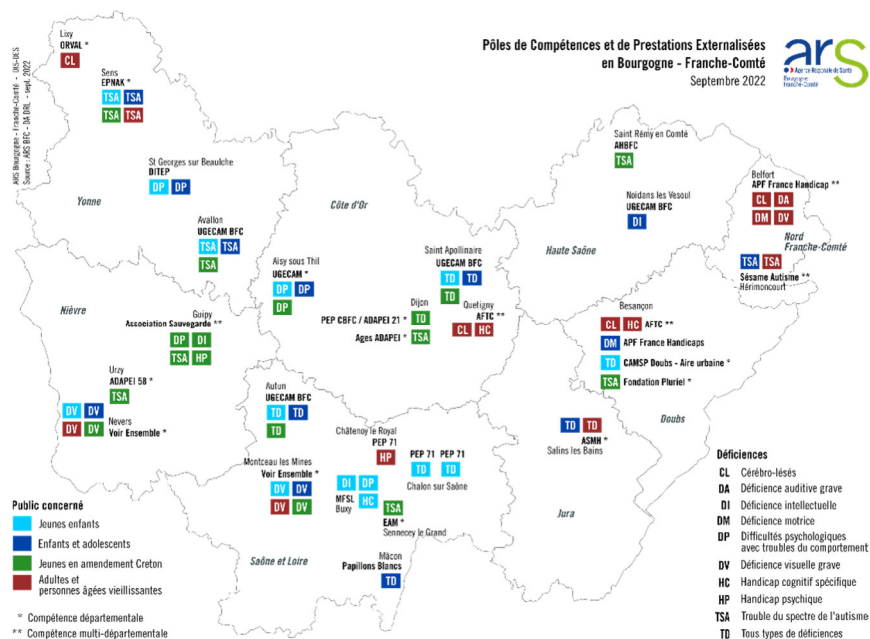 Pôles de Compétences et de Prestations Externalisées
en Bourgogne - Franche-Comté
Septembre 2022
ars
Agence Régionale de Santé
Bourgogne
Franche-Comté
ARS Bourgogne - Franche-Comté - DIS-DES
Source : ARS BFC - DA DRL - sept. 2022
Lixy
ORVAL *
CL
Sens
EPNAK *
TSA TSA
TSA TSA
St Georges sur Beaulche
DITEP
DP DP
Yonne
Avallon
UGECAM BFC
TSA TSA
TSA
Côte d'Or
Aisy sous Thil
UGECAM *
DP DP
DP
Saint Apollinaire
UGECAM BFC
TD TD
TD
Dijon
PEP CBFC / ADAPEI 21 * TD
Ages ADAPEI * TSA
Quetigny
AFTC **
CL HC
Saint Rémy en Comté
AHBFC
TSA
Noidans les Vesoul
UGECAM BFC
DI
Haute Saône
Belfort
APF France Handicap **
CL DA
DM DV
Nord
Franche-Comté
TSA TSA
Sésame Autisme **
Hérimoncourt
Besançon
CL HC AFTC **
DM APF France Handicaps
TD CAMSP Doubs - Aire urbaine *
TSA Fondation Pluriel *
Doubs
Nièvre
Guipy
Association Sauvegarde **
DP DI
TSA HP
Urzy
ADAPEI 58 *
TSA
DV DV
DV DV
Nevers
Voir Ensemble *
Autun
UGECAM BFC
TD TD
TD
Châtenoy le Royal
PEP 71
HP
PEP 71 PEP 71
TD TD
Chalon sur Saône
Montceau les Mines
Voir Ensemble *
DV DV
DV DV
DI DP
MFSL HC
Buxy
TSA
EAM *
Sennecey le Grand
Saône et Loire
Mâcon
Papillons Blancs
TD
TD TD
ASMH *
Salins les Bains
Jura
Public concerné
Jeunes enfants
Enfants et adolescents
Jeunes en amendement Creton
Adultes et
personnes âgées vieillissantes
* Compétence départementale
** Compétence multi-départementale
Déficiences
CL Cérébro-lésés
DA Déficience auditive grave
DI Déficience intellectuelle
DM Déficience motrice
DP Difficultés psychologiques
avec troubles du comportement
DV Déficience visuelle grave
HC Handicap cognitif spécifique
HP Handicap psychique
TSA Trouble du spectre de l'autisme
TD Tous types de déficiences